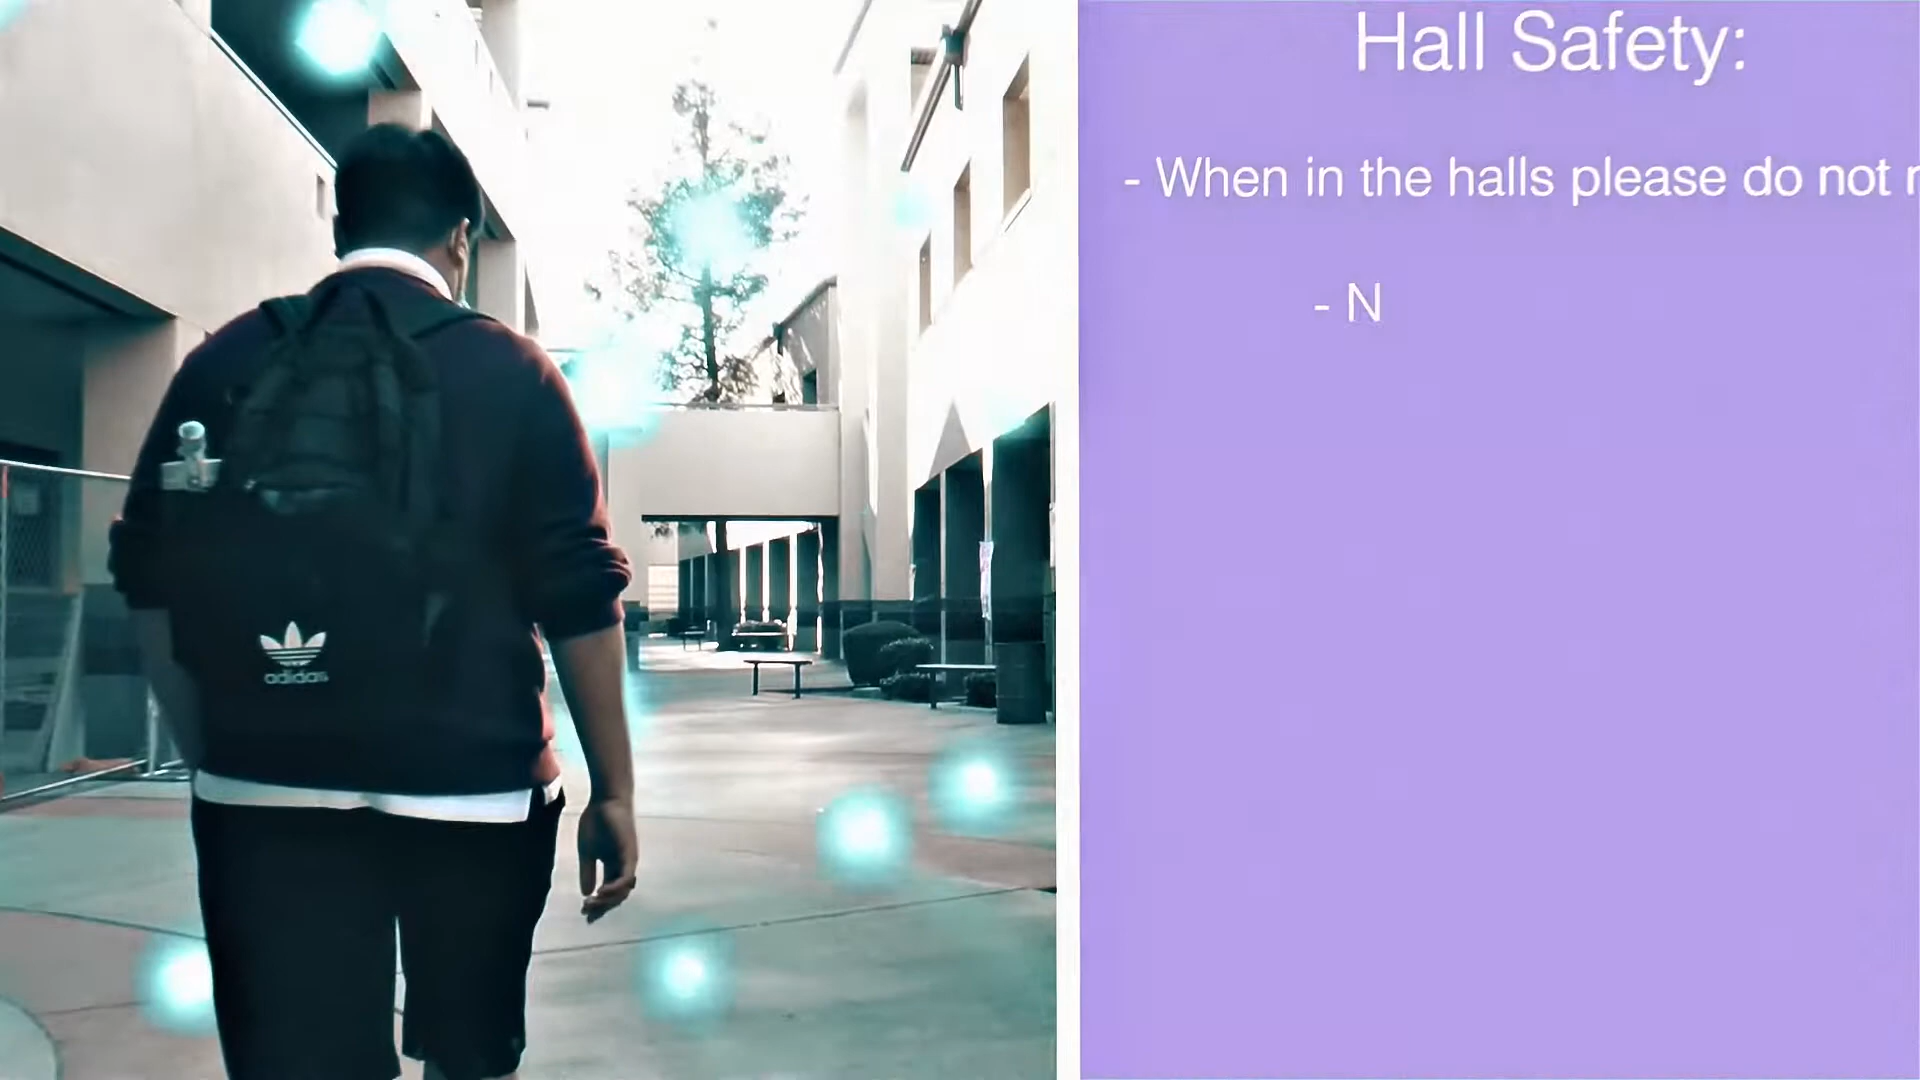 Hall Safety:
- When in the halls please do not
- N
adidas